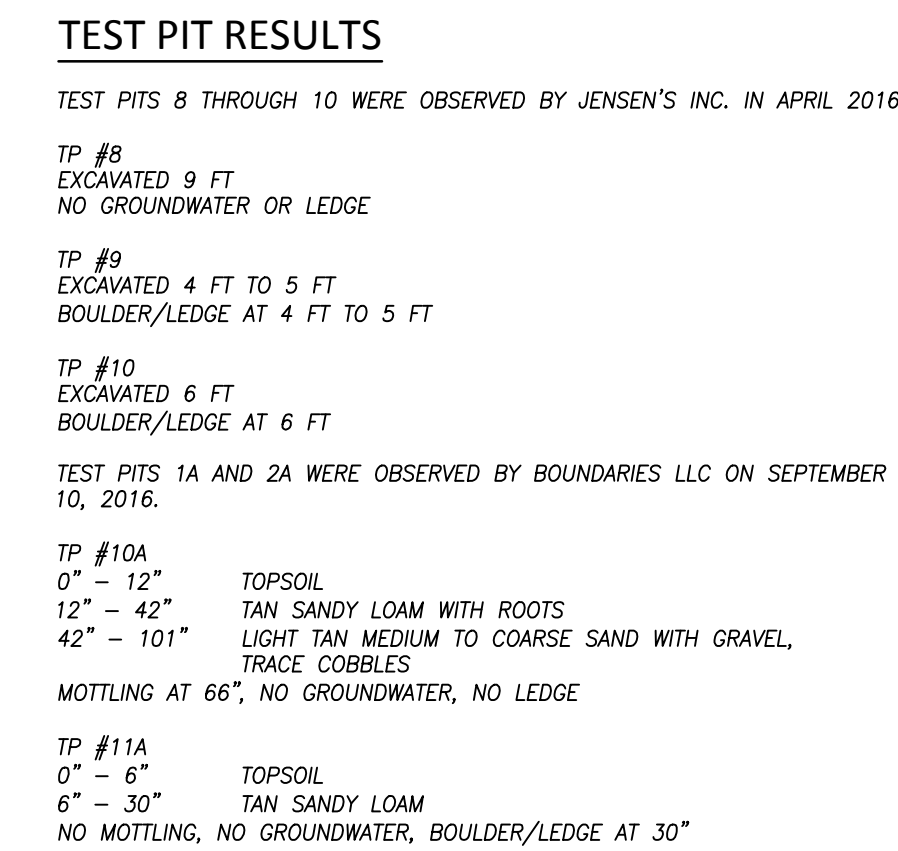 TEST PIT RESULTS
TEST PITS 8 THROUGH 10 WERE OBSERVED BY JENSEN'S INC. IN APRIL 2016
TP #8
EXCAVATED 9 FT
NO GROUNDWATER OR LEDGE
TP #9
EXCAVATED 4 FT TO 5 FT
BOULDER/LEDGE AT 4 FT TO 5 FT
TP #10
EXCAVATED 6 FT
BOULDER/LEDGE AT 6 FT
TEST PITS 1A AND 2A WERE OBSERVED BY BOUNDARIES LLC ON SEPTEMBER
10, 2016.
TP #10A
0" – 12" TOPSOIL
12" – 42" TAN SANDY LOAM WITH ROOTS
42" – 101" LIGHT TAN MEDIUM TO COARSE SAND WITH GRAVEL,
TRACE COBBLES
MOTTLING AT 66", NO GROUNDWATER, NO LEDGE
TP #11A
0" – 6" TOPSOIL
6" – 30" TAN SANDY LOAM
NO MOTTLING, NO GROUNDWATER, BOULDER/LEDGE AT 30"